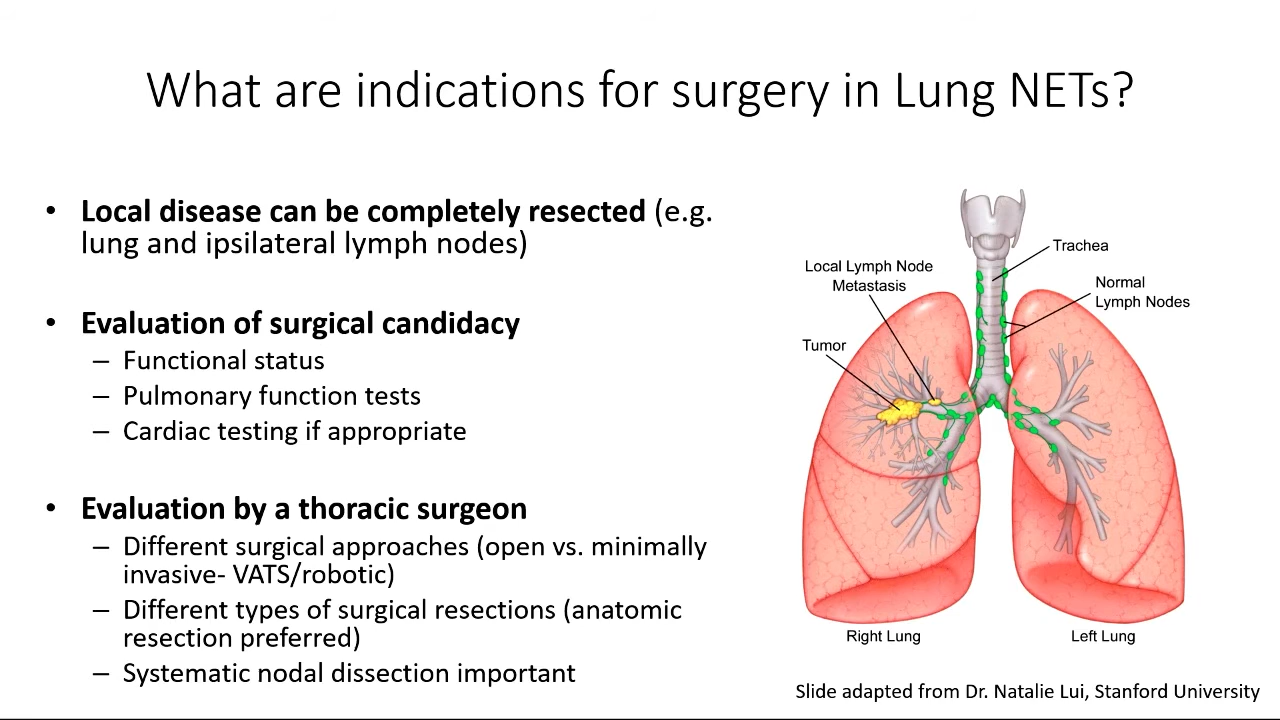 What are indications for surgery in Lung NETs?
• Local disease can be completely resected (e.g.
lung and ipsilateral lymph nodes)
• Evaluation of surgical candidacy
– Functional status
– Pulmonary function tests
– Cardiac testing if appropriate
• Evaluation by a thoracic surgeon
– Different surgical approaches (open vs. minimally
invasive- VATS/robotic)
– Different types of surgical resections (anatomic
resection preferred)
– Systematic nodal dissection important
Trachea
Local Lymph Node
Metastasis
Normal
Lymph Nodes
Tumor
Right Lung
Left Lung
Slide adapted from Dr. Natalie Lui, Stanford University